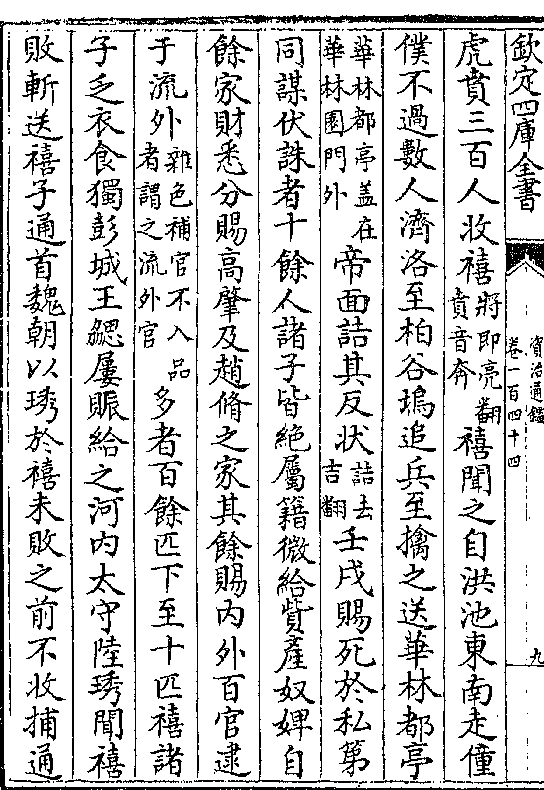 欽定四庫全書
資治通鑑
卷一百四十四
九
虎賁三百人收禧將即亮翻賁音奔禧聞之自洪池東南走僮
僕不過數人濟洛至柏谷塢追兵至擒之送華林都亭
華林都亭盖在華林園門外帝面詰其反狀詰去吉翻壬戌賜死於私第
同謀伏誅者十餘人諸子皆絶屬籍微給貲產奴婢自
餘家財悉分賜高肇及趙脩之家其餘賜内外百官逮
于流外雜色補官不入品者謂之流外官多者百餘匹下至十匹禧諸
子乏衣食獨彭城王勰屢賑給之河内太守陸琇聞禧
敗斬送禧子通首魏朝以琇於禧未敗之前不收捕通